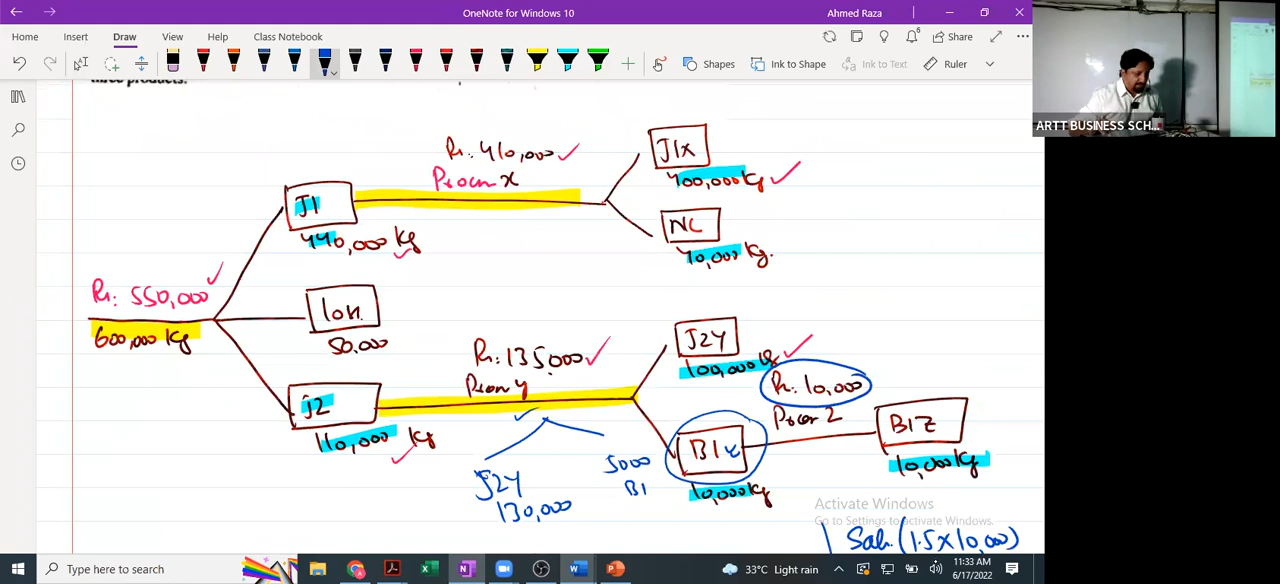 OneNote for Windows 10
Ahmed Raza
Home Insert Draw View Help Class Notebook
Share
Shapes
Ink to Shape
Ink to Text
Ruler
three products.
ARTT BUSINESS SCH...
Rs: 410,000
Process X
J1X
400,000 kg
J1
440,000 kg
NC
40,000 kg.
Rs: 550,000
600,000 kg
50,000
Rs: 135,000
Process Y
J2Y
100,000 kg
Rs: 10,000
Process Z
J2
110,000 kg
B1Z
10,000 kg
10,000 kg
J2Y
130,000
5000
B1
Activate Windows
Go to Settings to activate Windows.
Sale (1.5 x 10,000)
Type here to search
33°C Light rain
11:33 AM
6/17/2022